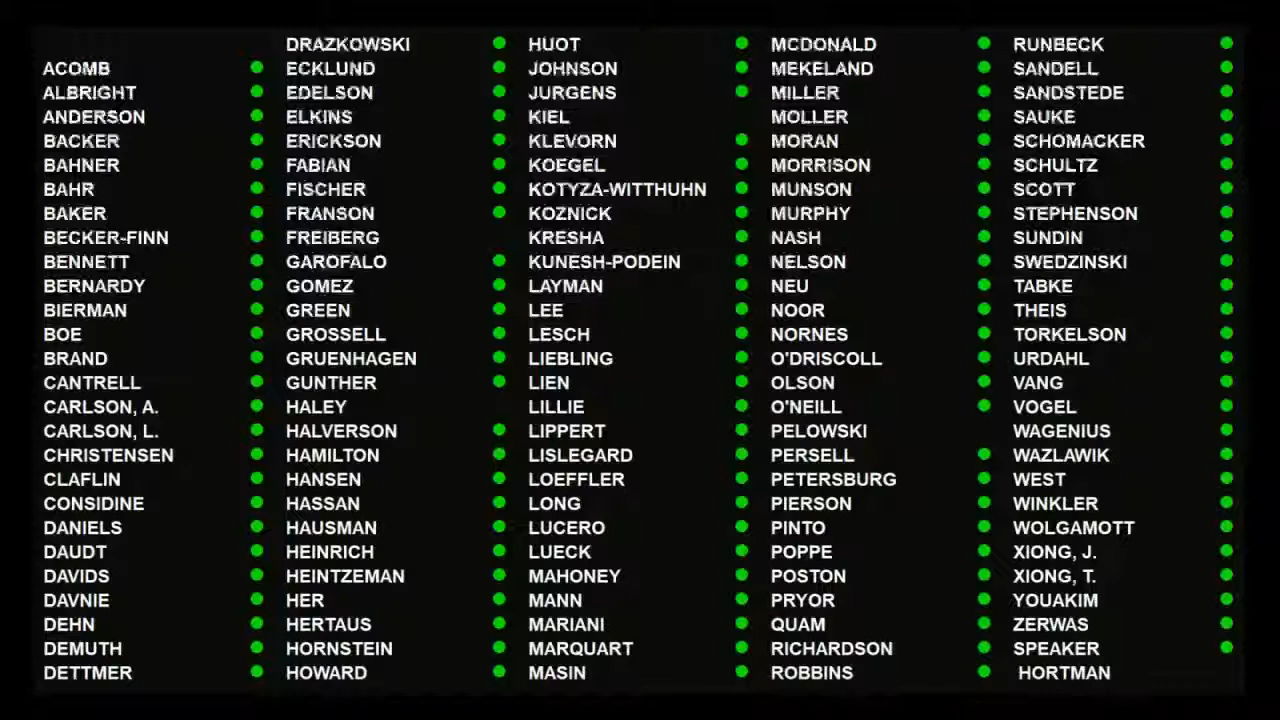 DRAZKOWSKI HUOT MCDONALD RUNBECK
ACOMB ECKLUND JOHNSON MEKELAND SANDELL
ALBRIGHT EDELSON JURGENS MILLER SANDSTEDE
ANDERSON ELKINS KIEL MOLLER SAUKE
BACKER ERICKSON KLEVORN MORAN SCHOMACKER
BAHNER FABIAN KOEGEL MORRISON SCHULTZ
BAHR FISCHER KOTYZA-WITTHUHN MUNSON SCOTT
BAKER FRANSON KOZNICK MURPHY STEPHENSON
BECKER-FINN FREIBERG KRESHA NASH SUNDIN
BENNETT GAROFALO KUNESH-PODEIN NELSON SWEDZINSKI
BERNARDY GOMEZ LAYMAN NEU TABKE
BIERMAN GREEN LEE NOOR THEIS
BOE GROSSELL LESCH NORNES TORKELSON
BRAND GRUENHAGEN LIEBLING O'DRISCOLL URDAHL
CANTRELL GUNTHER LIEN OLSON VANG
CARLSON, A. HALEY LILLIE O'NEILL VOGEL
CARLSON, L. HALVERSON LIPPERT PELOWSKI WAGENIUS
CHRISTENSEN HAMILTON LISLEGARD PERSELL WAZLAWIK
CLAFLIN HANSEN LOEFFLER PETERSBURG WEST
CONSIDINE HASSAN LONG PIERSON WINKLER
DANIELS HAUSMAN LUCERO PINTO WOLGAMOTT
DAUDT HEINRICH LUECK POPPE XIONG, J.
DAVIDS HEINTZEMAN MAHONEY POSTON XIONG, T.
DAVNIE HER MANN PRYOR YOUAKIM
DEHN HERTAUS MARIANI QUAM ZERWAS
DEMUTH HORNSTEIN MARQUART RICHARDSON SPEAKER
DETTMER HOWARD MASIN ROBBINS HORTMAN